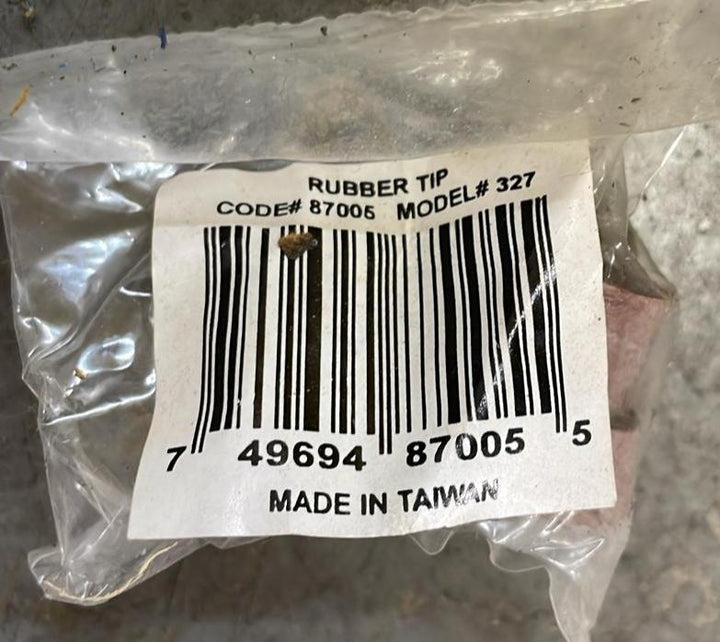 RUBBER TIP
CODE# 87005 MODEL# 327
7 49694 87005 5
MADE IN TAIWAN